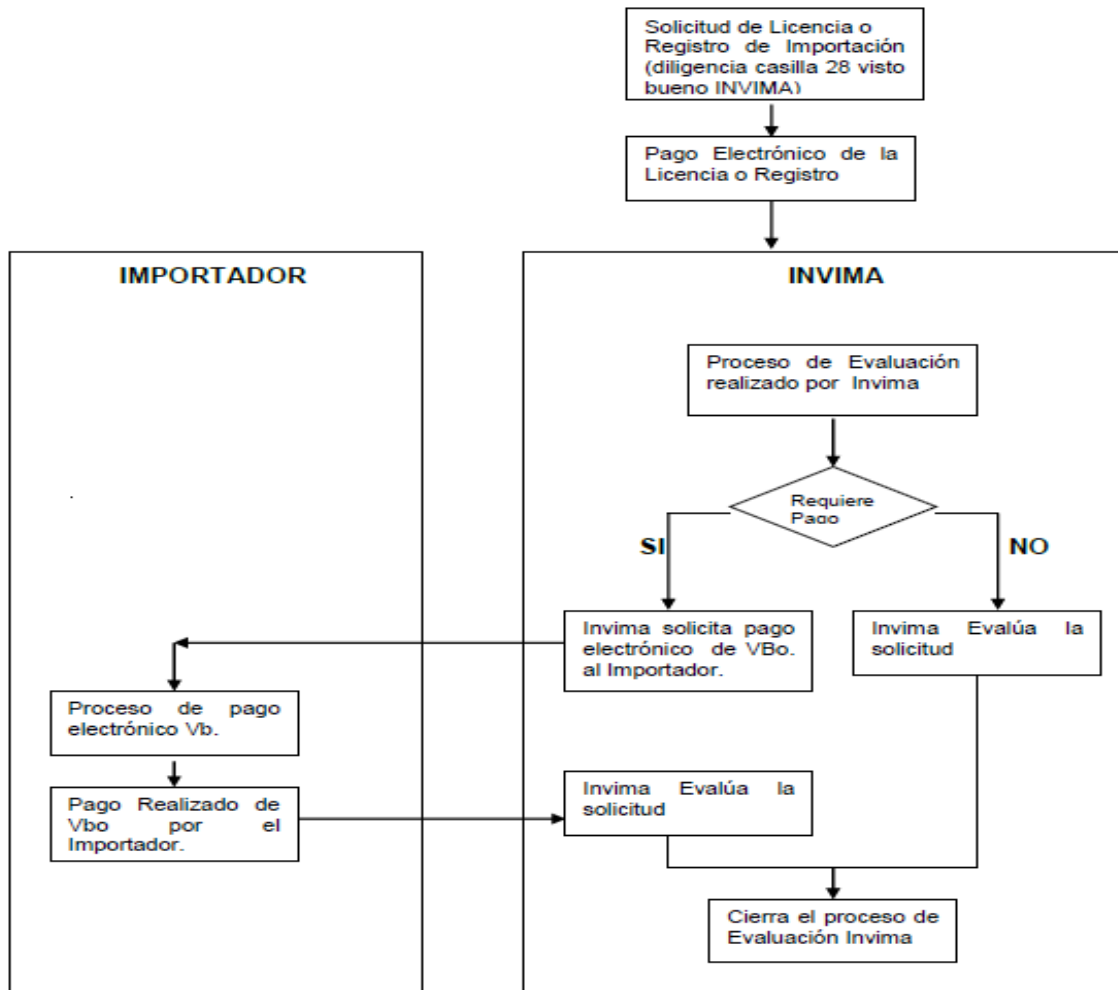 Solicitud de Licencia o
Registro de Importación
(diligencia casilla 28 visto
bueno INVIMA)
Pago Electrónico de la
Licencia o Registro
IMPORTADOR
INVIMA
Proceso de Evaluación
realizado por Invima
Requiere
Pago
SI
NO
Invima solicita pago
electrónico de VBo.
al Importador.
Invima Evalúa la
solicitud
Proceso de pago
electrónico Vb.
Pago Realizado de
Vbo por el
Importador.
Invima Evalúa la
solicitud
Cierra el proceso de
Evaluación Invima